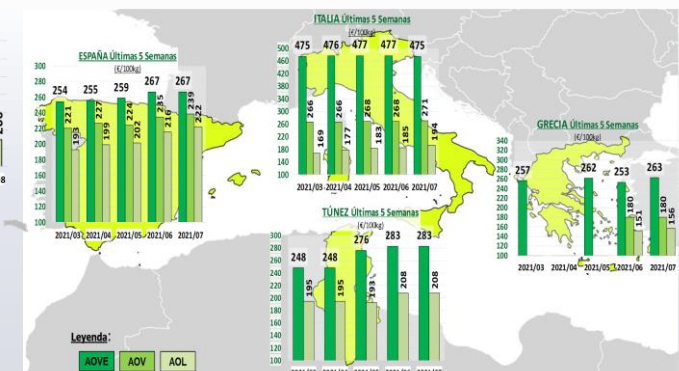 ESPAÑA Últimas 5 Semanas
(€/100kg)
300
280
260
240
220
200
180
160
140
120
100
254 255 259 267 267
221 227 224 235 239
193 199 202 216 222
2021/03 2021/04 2021/05 2021/06 2021/07
ITALIA Últimas 5 Semanas
(€/100kg)
500
460
420
380
340
300
260
220
180
140
100
475 476 477 477 475
266 266 268 268 271
169 177 183 185 194
2021/03 2021/04 2021/05 2021/06 2021/07
GRECIA Últimas 5 Semanas
(€/100kg)
340
320
300
280
260
240
220
200
180
160
140
120
100
257 262 253 263
180 180
151 156
2021/03 2021/04 2021/05 2021/06 2021/07
TÚNEZ Últimas 5 Semanas
(€/100kg)
300
280
260
240
220
200
180
160
140
120
100
248 248 276 283 283
195 195 193 208 208
Leyenda:
AOVE AOV AOL